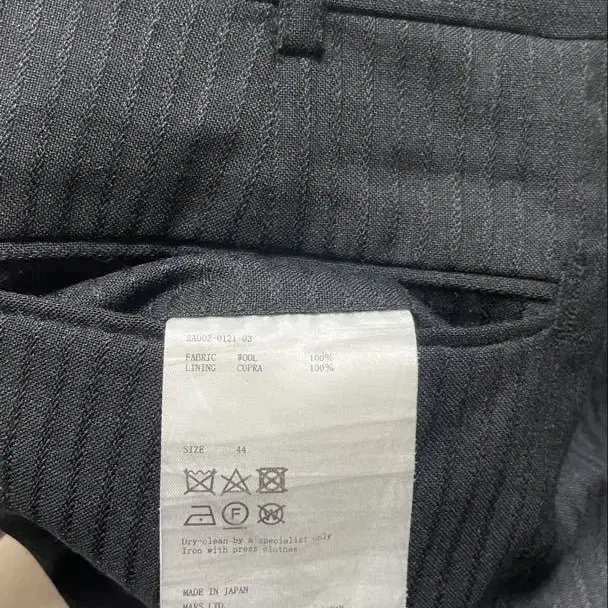 2A002-0121-03
FABRIC WOOL 100%
LINING CUPRA 100%
SIZE 44
F
W
Dry-clean by a specialist only
Iron with press clothes
MADE IN JAPAN
MARS LTD.